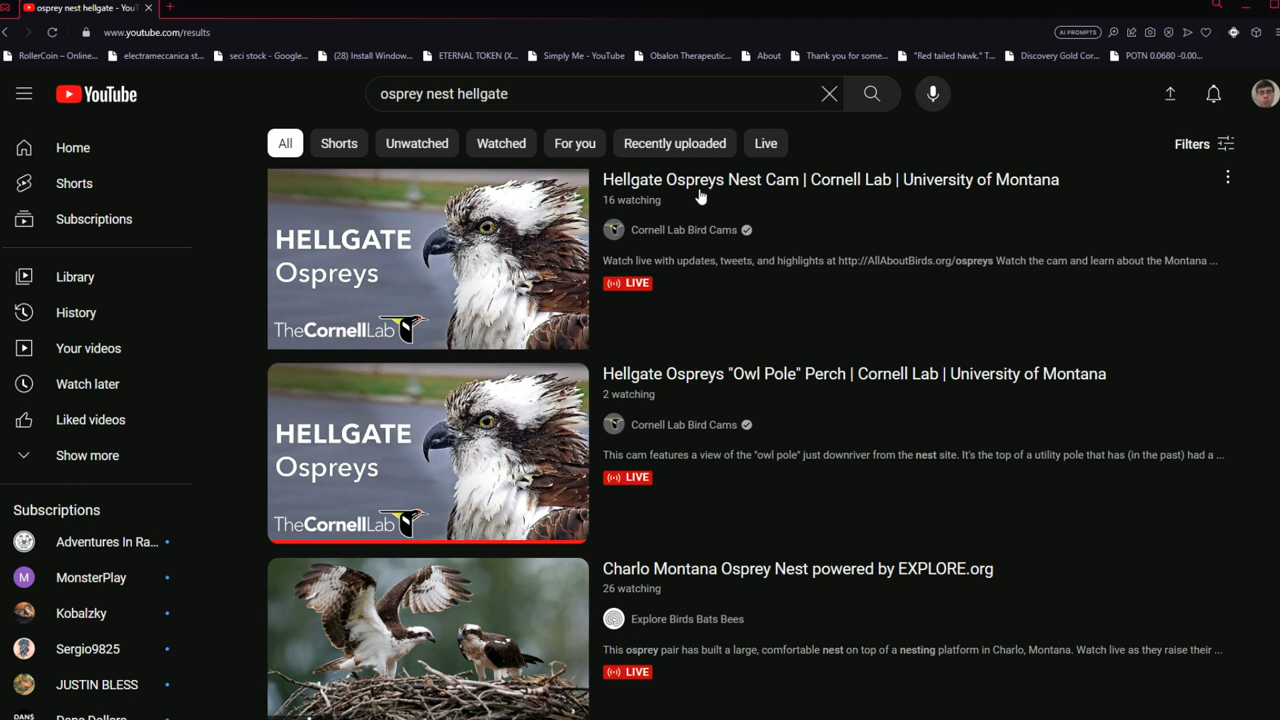 osprey nest hellgate - YouT
www.youtube.com/results
AI PROMPTS
RollerCoin – Online...
electrameccanica st...
seci stock - Google...
(28) Install Window...
ETERNAL TOKEN (X...
Simply Me - YouTube
Obalon Therapeutic...
About
Thank you for some...
"Red tailed hawk." T...
Discovery Gold Cor...
POTN 0.0680 -0.00...
YouTube
osprey nest hellgate
Home
Shorts
Subscriptions
Library
History
Your videos
Watch later
Liked videos
Show more
Subscriptions
Adventures In Ra...
M
MonsterPlay
Kobalzky
Sergio9825
JUSTIN BLESS
All
Shorts
Unwatched
Watched
For you
Recently uploaded
Live
Filters
HELLGATE
Ospreys
TheCornellLab
Hellgate Ospreys Nest Cam | Cornell Lab | University of Montana
16 watching
Cornell Lab Bird Cams
Watch live with updates, tweets, and highlights at http://AllAboutBirds.org/ospreys Watch the cam and learn about the Montana ...
LIVE
HELLGATE
Ospreys
TheCornellLab
Hellgate Ospreys "Owl Pole" Perch | Cornell Lab | University of Montana
2 watching
Cornell Lab Bird Cams
This cam features a view of the "owl pole" just downriver from the nest site. It's the top of a utility pole that has (in the past) had a ...
LIVE
Charlo Montana Osprey Nest powered by EXPLORE.org
26 watching
Explore Birds Bats Bees
This osprey pair has built a large, comfortable nest on top of a nesting platform in Charlo, Montana. Watch live as they raise their ...
LIVE